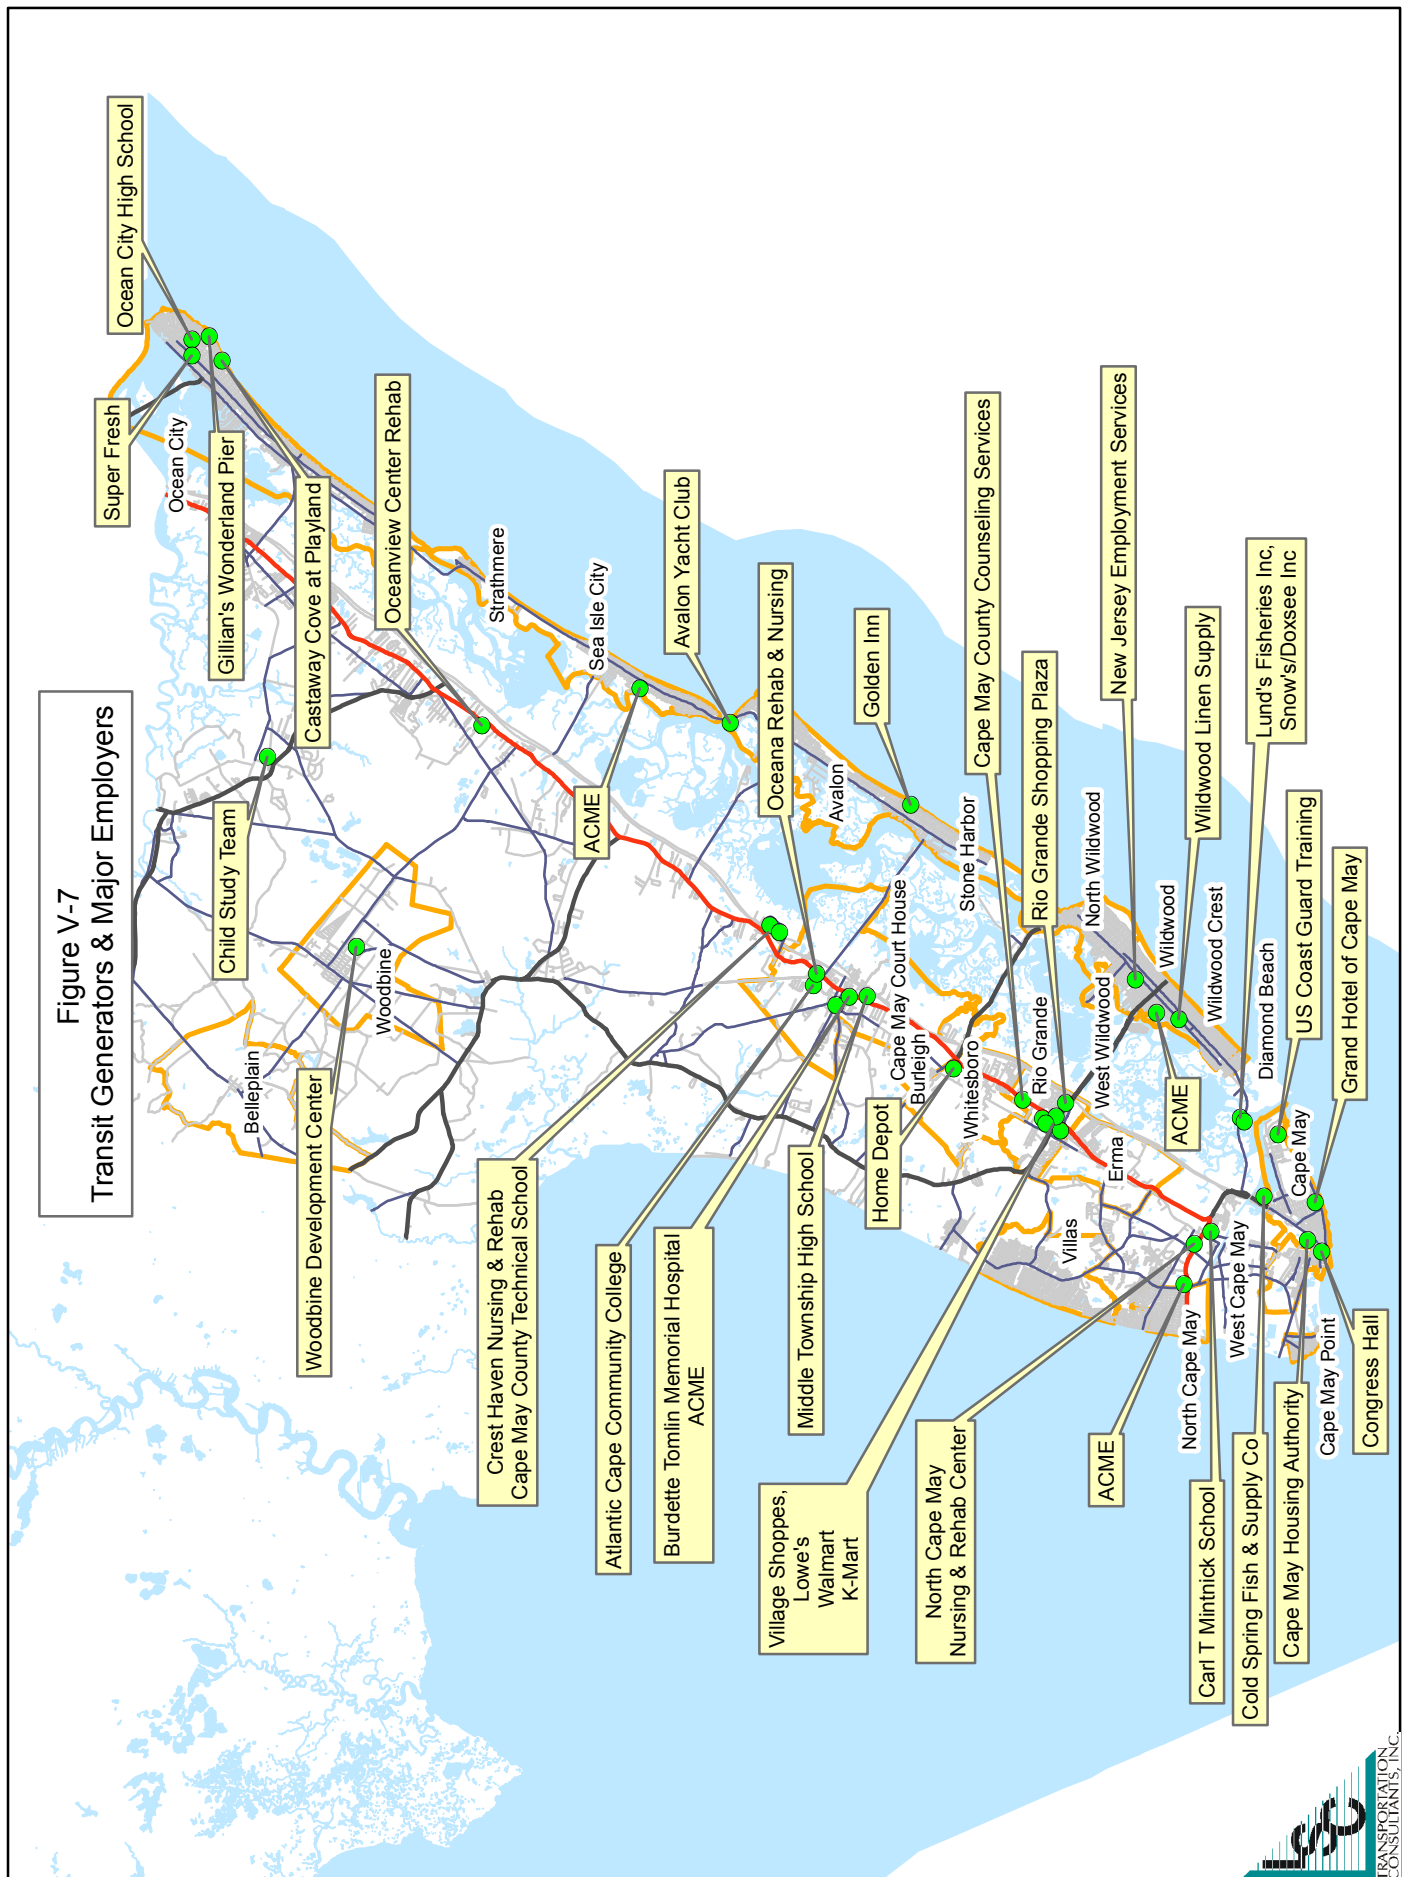 Figure V-7
Transit Generators & Major Employers
Ocean City High School
Super Fresh
Ocean City
Gillian's Wonderland Pier
Castaway Cove at Playland
Oceanview Center Rehab
Child Study Team
Woodbine Development Center
Belleplain
Woodbine
Strathmere
Sea Isle City
ACME
Avalon Yacht Club
Oceana Rehab & Nursing
Avalon
Golden Inn
Stone Harbor
Crest Haven Nursing & Rehab
Cape May County Technical School
Atlantic Cape Community College
Burdette Tomlin Memorial Hospital
ACME
Middle Township High School
Cape May Court House
Burleigh
Home Depot
Whitesboro
Cape May County Counseling Services
Rio Grande Shopping Plaza
Rio Grande
Village Shoppes,
Lowe's
Walmart
K-Mart
North Wildwood
West Wildwood
New Jersey Employment Services
Wildwood
Wildwood Linen Supply
ACME
Wildwood Crest
Lund's Fisheries Inc,
Snow's/Doxsee Inc
Diamond Beach
US Coast Guard Training
Grand Hotel of Cape May
Erma
Villas
North Cape May
Nursing & Rehab Center
ACME
North Cape May
Carl T Mintnick School
West Cape May
Cape May
Cold Spring Fish & Supply Co
Cape May Housing Authority
Cape May Point
Congress Hall
LSC
TRANSPORTATION
CONSULTANTS, INC.